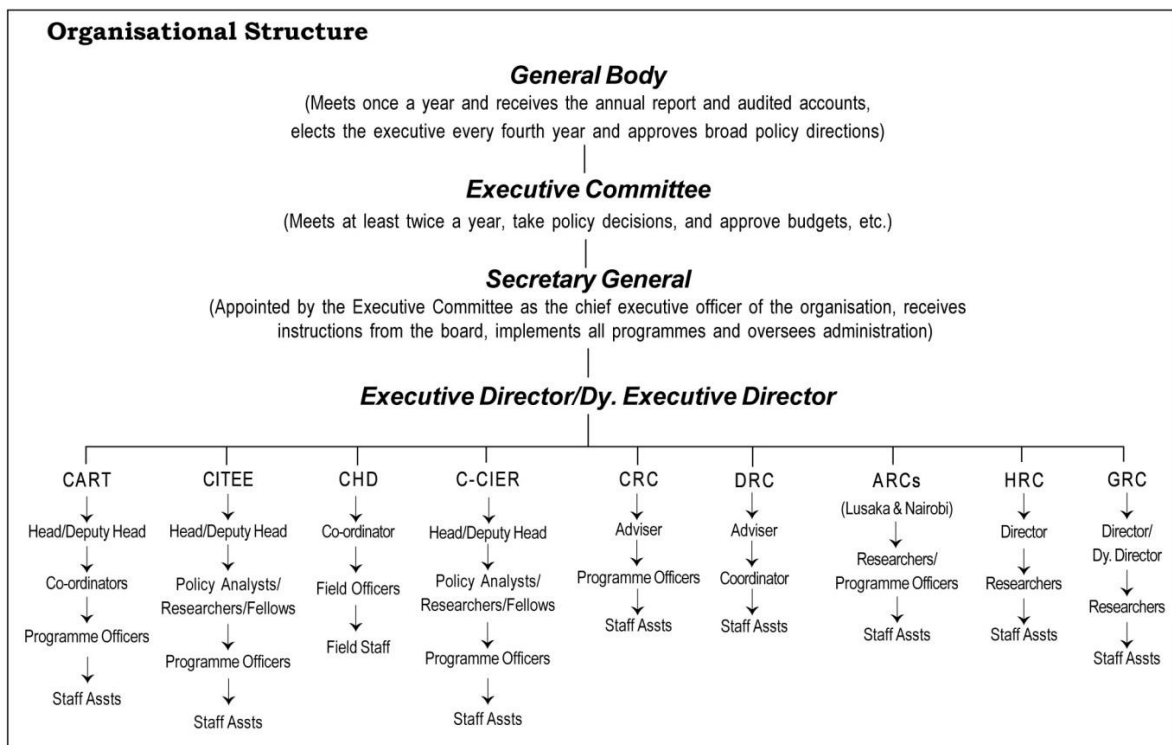 Organisational Structure
General Body
(Meets once a year and receives the annual report and audited accounts,
elects the executive every fourth year and approves broad policy directions)
Executive Committee
(Meets at least twice a year, take policy decisions, and approve budgets, etc.)
Secretary General
(Appointed by the Executive Committee as the chief executive officer of the organisation, receives
instructions from the board, implements all programmes and oversees administration)
Executive Director/Dy. Executive Director
CART
Head/Deputy Head
Co-ordinators
Programme Officers
Staff Assts
CITEE
Head/Deputy Head
Policy Analysts/
Researchers/Fellows
Programme Officers
Staff Assts
CHD
Co-ordinator
Field Officers
Field Staff
C-CIER
Head/Deputy Head
Policy Analysts/
Researchers/Fellows
Programme Officers
Staff Assts
CRC
Adviser
Programme Officers
Staff Assts
DRC
Adviser
Coordinator
Staff Assts
ARCs
(Lusaka & Nairobi)
Researchers/
Programme Officers
Staff Assts
HRC
Director
Researchers
Staff Assts
GRC
Director/
Dy. Director
Researchers
Staff Assts